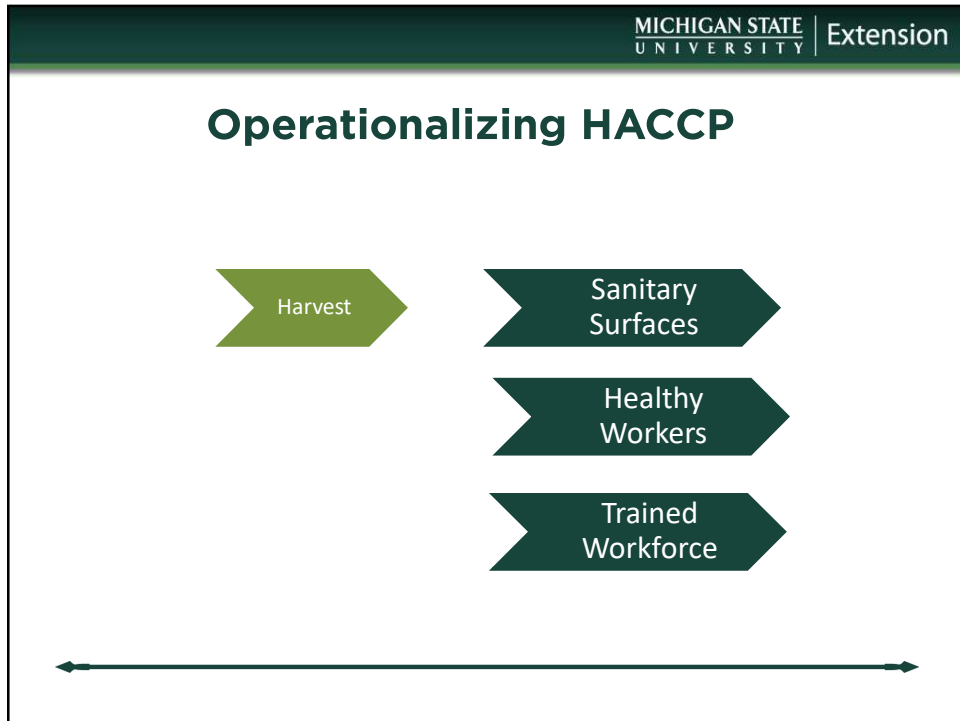 MICHIGAN STATE
UNIVERSITY
Extension
Operationalizing HACCP
Harvest
Sanitary
Surfaces
Healthy
Workers
Trained
Workforce